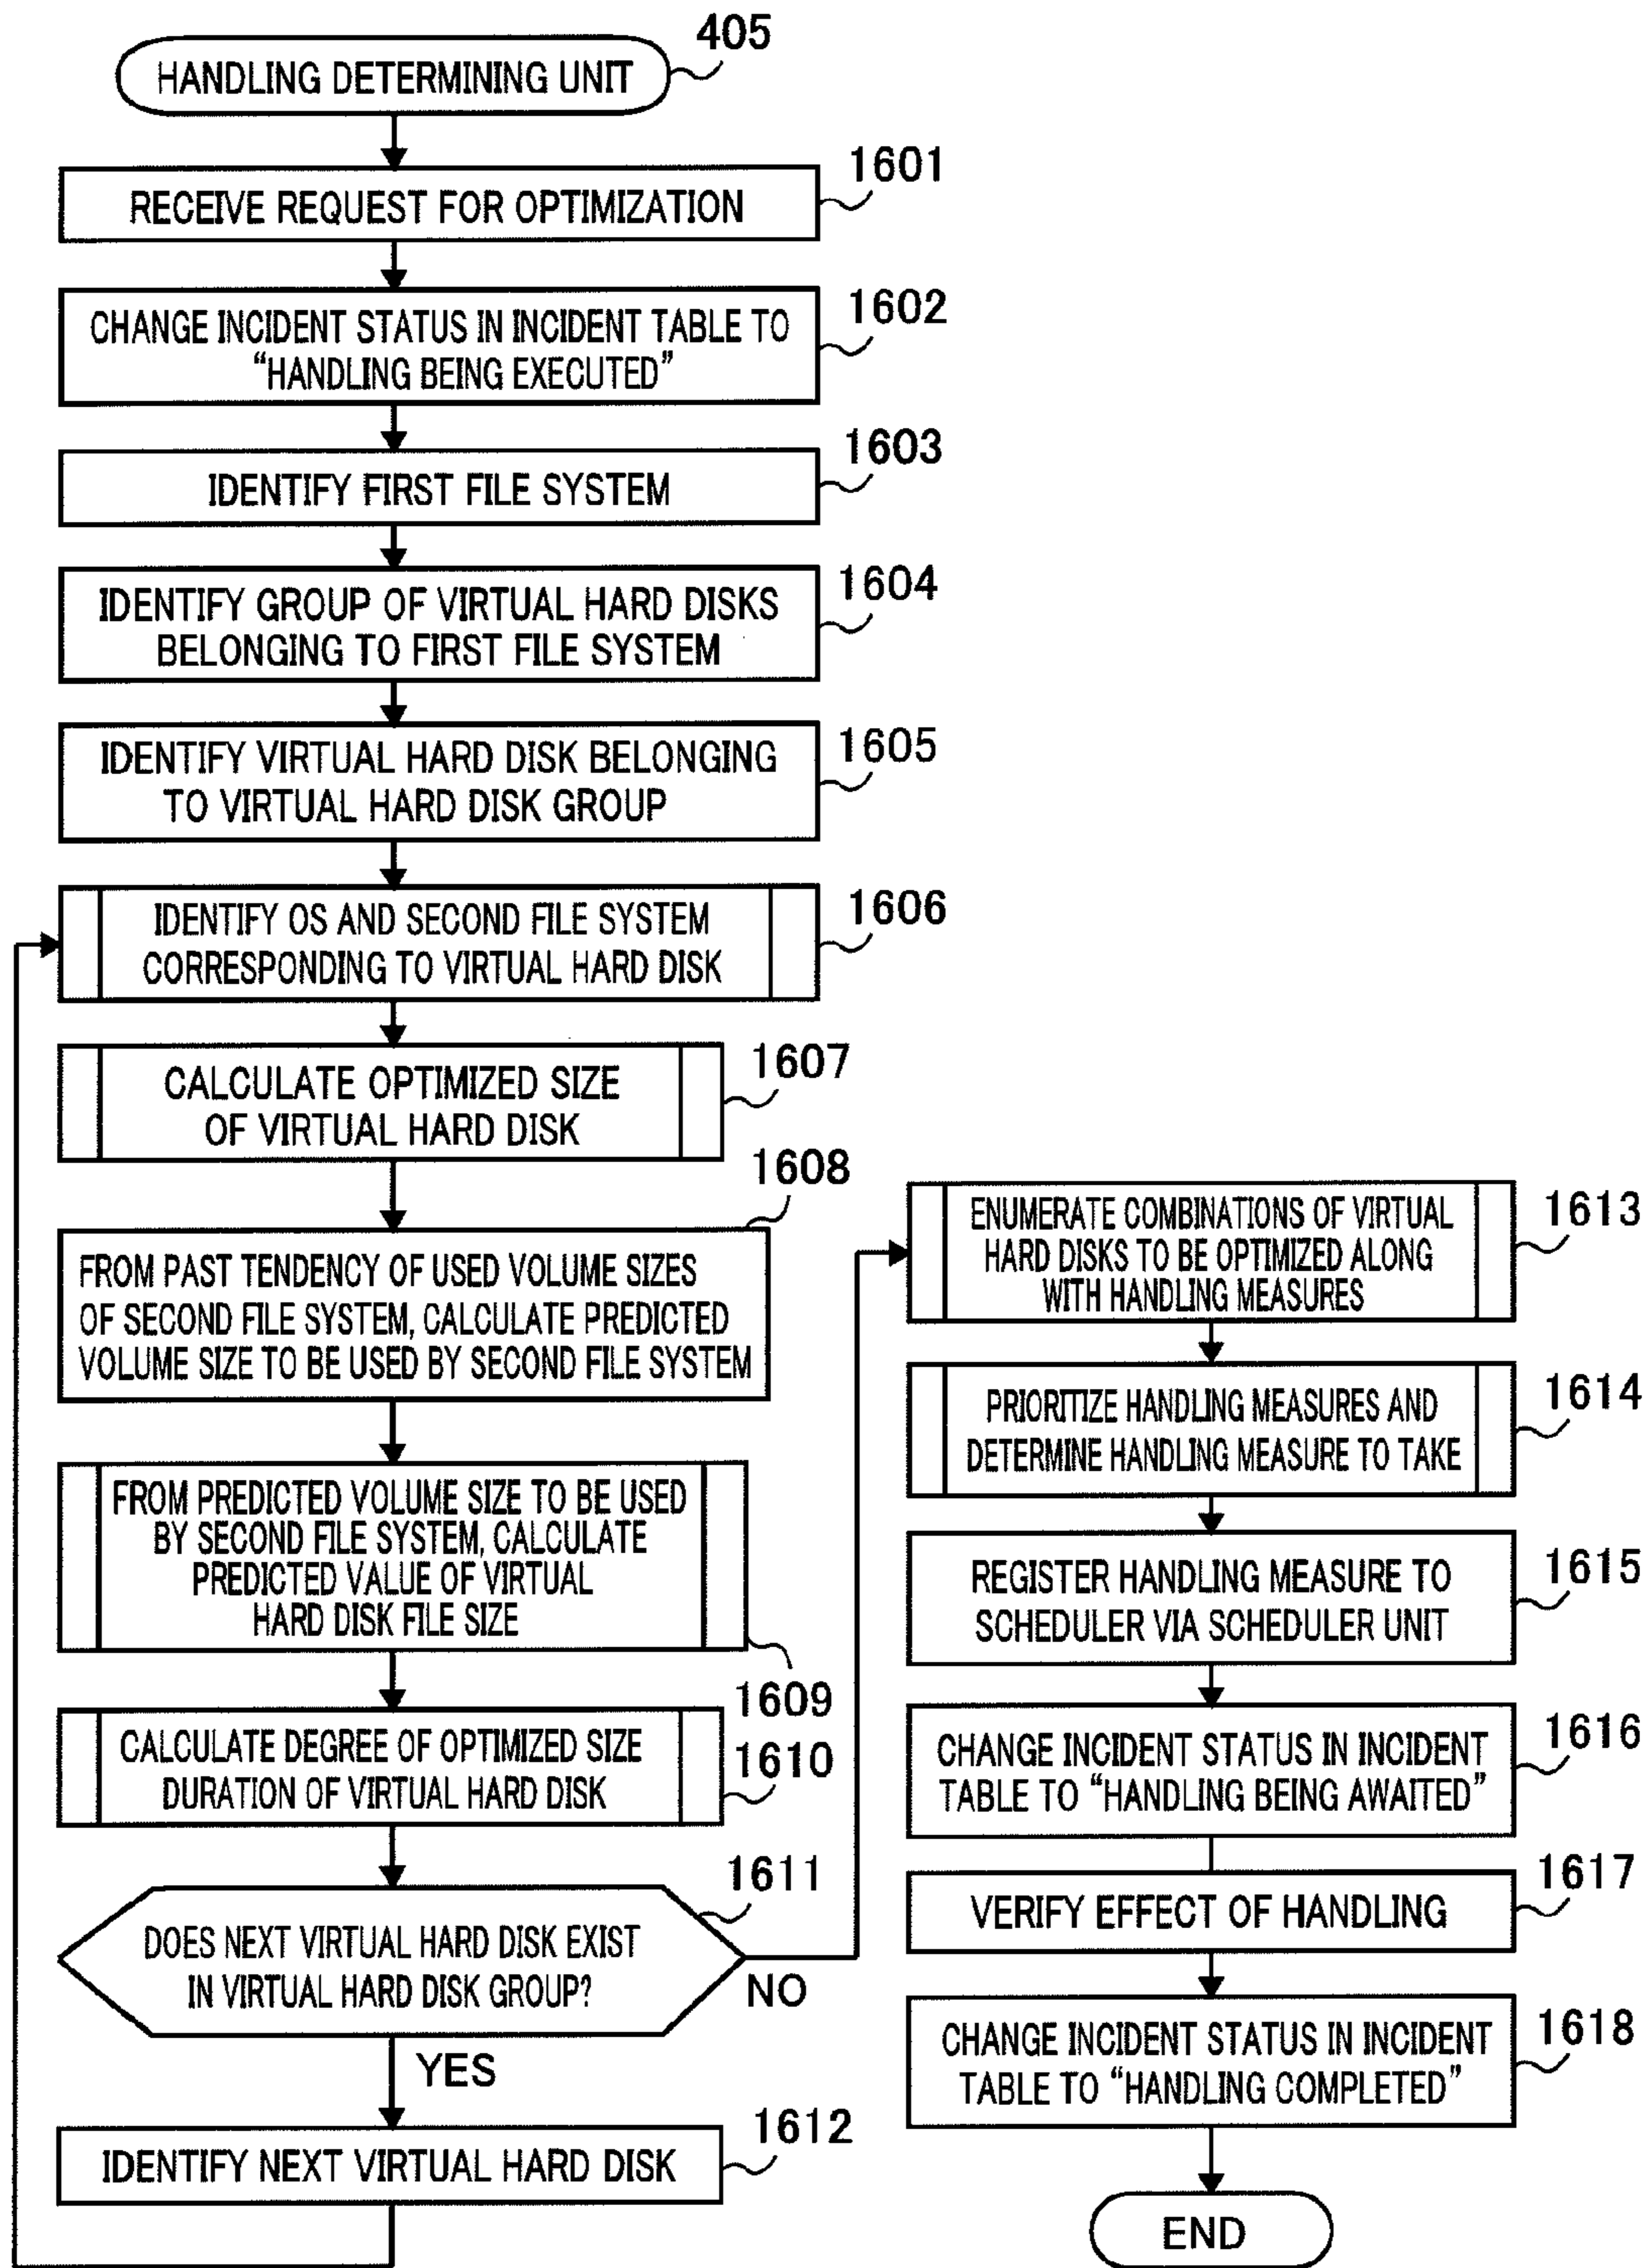 405
HANDLING DETERMINING UNIT
1601
RECEIVE REQUEST FOR OPTIMIZATION
1602
CHANGE INCIDENT STATUS IN INCIDENT TABLE TO
“HANDLING BEING EXECUTED”
1603
IDENTIFY FIRST FILE SYSTEM
1604
IDENTIFY GROUP OF VIRTUAL HARD DISKS
BELONGING TO FIRST FILE SYSTEM
1605
IDENTIFY VIRTUAL HARD DISK BELONGING
TO VIRTUAL HARD DISK GROUP
1606
IDENTIFY OS AND SECOND FILE SYSTEM
CORRESPONDING TO VIRTUAL HARD DISK
1607
CALCULATE OPTIMIZED SIZE
OF VIRTUAL HARD DISK
1608
FROM PAST TENDENCY OF USED VOLUME SIZES
OF SECOND FILE SYSTEM, CALCULATE PREDICTED
VOLUME SIZE TO BE USED BY SECOND FILE SYSTEM
FROM PREDICTED VOLUME SIZE TO BE USED
BY SECOND FILE SYSTEM, CALCULATE
PREDICTED VALUE OF VIRTUAL
HARD DISK FILE SIZE
1609
CALCULATE DEGREE OF OPTIMIZED SIZE
DURATION OF VIRTUAL HARD DISK
1610
1611
DOES NEXT VIRTUAL HARD DISK EXIST
IN VIRTUAL HARD DISK GROUP?
NO
YES
1612
IDENTIFY NEXT VIRTUAL HARD DISK
1613
ENUMERATE COMBINATIONS OF VIRTUAL
HARD DISKS TO BE OPTIMIZED ALONG
WITH HANDLING MEASURES
1614
PRIORITIZE HANDLING MEASURES AND
DETERMINE HANDLING MEASURE TO TAKE
1615
REGISTER HANDLING MEASURE TO
SCHEDULER VIA SCHEDULER UNIT
1616
CHANGE INCIDENT STATUS IN INCIDENT
TABLE TO “HANDLING BEING AWAITED”
1617
VERIFY EFFECT OF HANDLING
1618
CHANGE INCIDENT STATUS IN INCIDENT
TABLE TO “HANDLING COMPLETED”
END